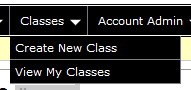 Classes Account Admin
Create New Class
View My Classes